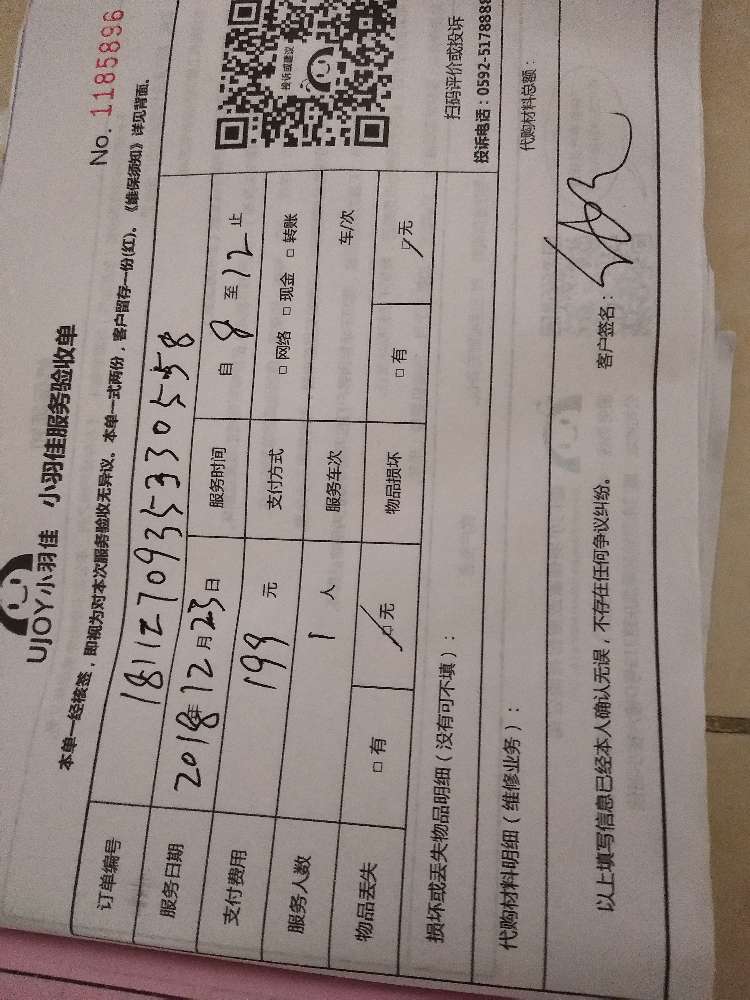 UJOY小羽佳 小羽佳服务验收单
No. 1185896
本单一经核签，即视为对本次服务验收无异议。本单一式两份，客户留存一份(红)。《维保须知》详见背面。
订单编号 181127093533055​8
服务日期 2018年12月23日 服务时间 自 8 至 12 止
支付费用 199 元 支付方式 □ 网络 □ 现金 □ 转账
服务人数 1 人 服务车次 车/次
物品丢失 □ 有 □ 无 物品损坏 □ 有 □ 无
投诉或建议
扫码评价或投诉
投诉电话：0592-5178888
损坏或丢失物品明细（没有可不填）：
代购材料明细（维修业务）： 代购材料总额：
以上填写信息已经本人确认无误，不存在任何争议纠纷。 客户签名：